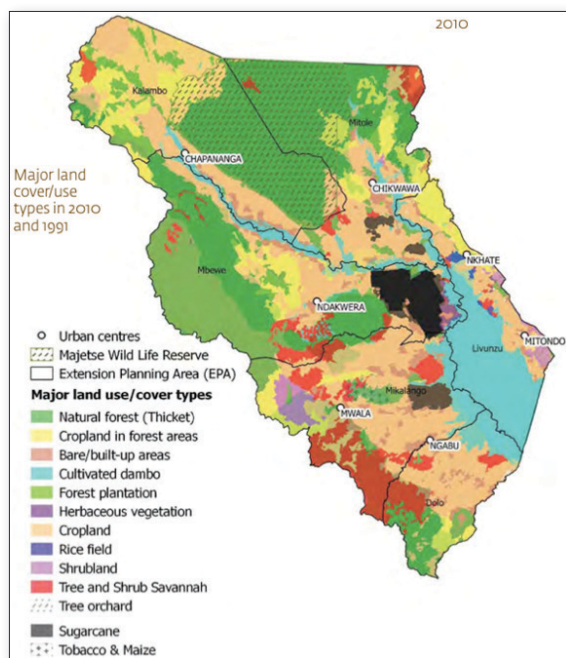 2010
Kalambo
Mitole
CHAPANANGA
CHIKWAWA
Major land
cover/use
types in 2010
and 1991
NKHATE
Mbewe
NDAKWERA
Livunzu
MITONDO
Mikalango
MWALA
NGABU
Dolo
Urban centres
Majetse Wild Life Reserve
Extension Planning Area (EPA)
Major land use/cover types
Natural forest (Thicket)
Cropland in forest areas
Bare/built-up areas
Cultivated dambo
Forest plantation
Herbaceous vegetation
Cropland
Rice field
Shrubland
Tree and Shrub Savannah
Tree orchard
Sugarcane
Tobacco & Maize